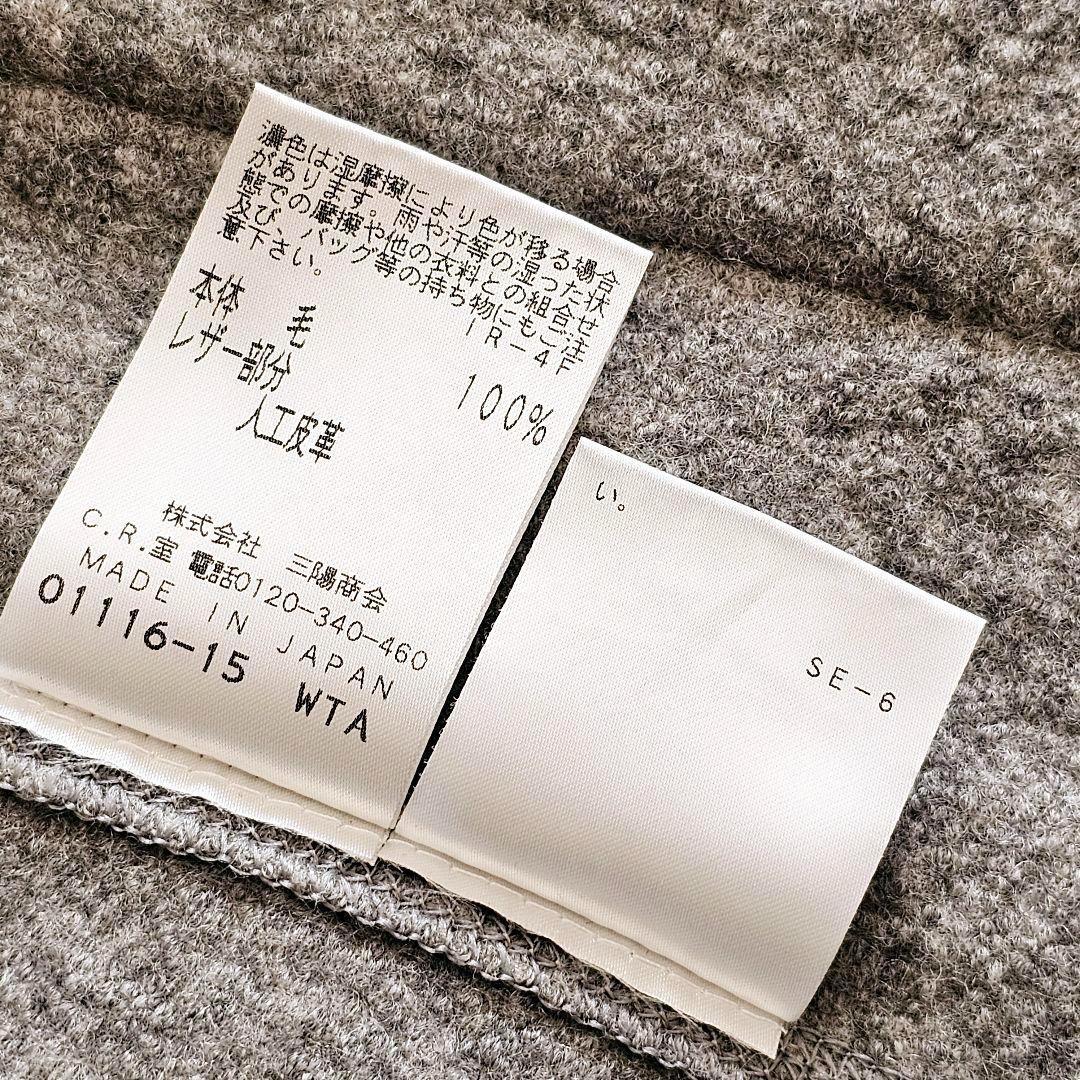 濃色は湿摩擦により色が移る場合
があります。雨や汗等の湿った状
態での摩擦や他の衣料との組合せ
及び、バッグ等の持ち物にもご注
意下さい。
IR-4F
本体 毛 100%
レザー部分
人工皮革
株式会社 三陽商会
C.R.室 電話0120-340-460
MADE IN JAPAN
01116-15 WTA
い。
SE-6